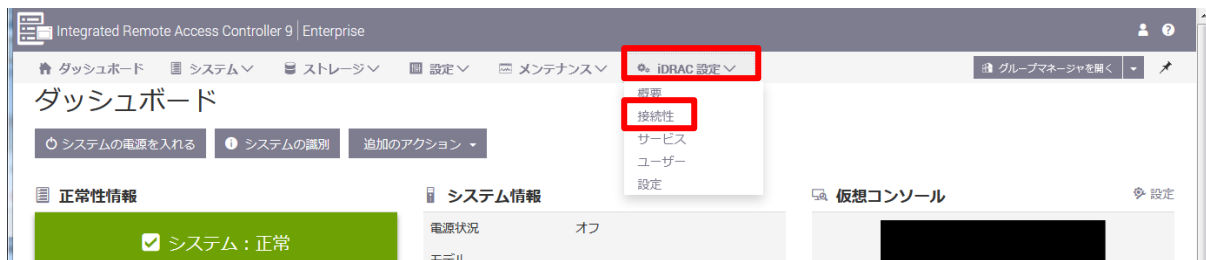 Integrated Remote Access Controller 9 | Enterprise
ダッシュボード システム ストレージ 設定 メンテナンス iDRAC 設定 グループマネージャを開く
ダッシュボード
概要
接続性
サービス
ユーザー
設定
システムの電源を入れる システムの識別 追加のアクション
正常性情報
システム：正常
システム情報
電源状況 オフ
モデル
仮想コンソール 設定